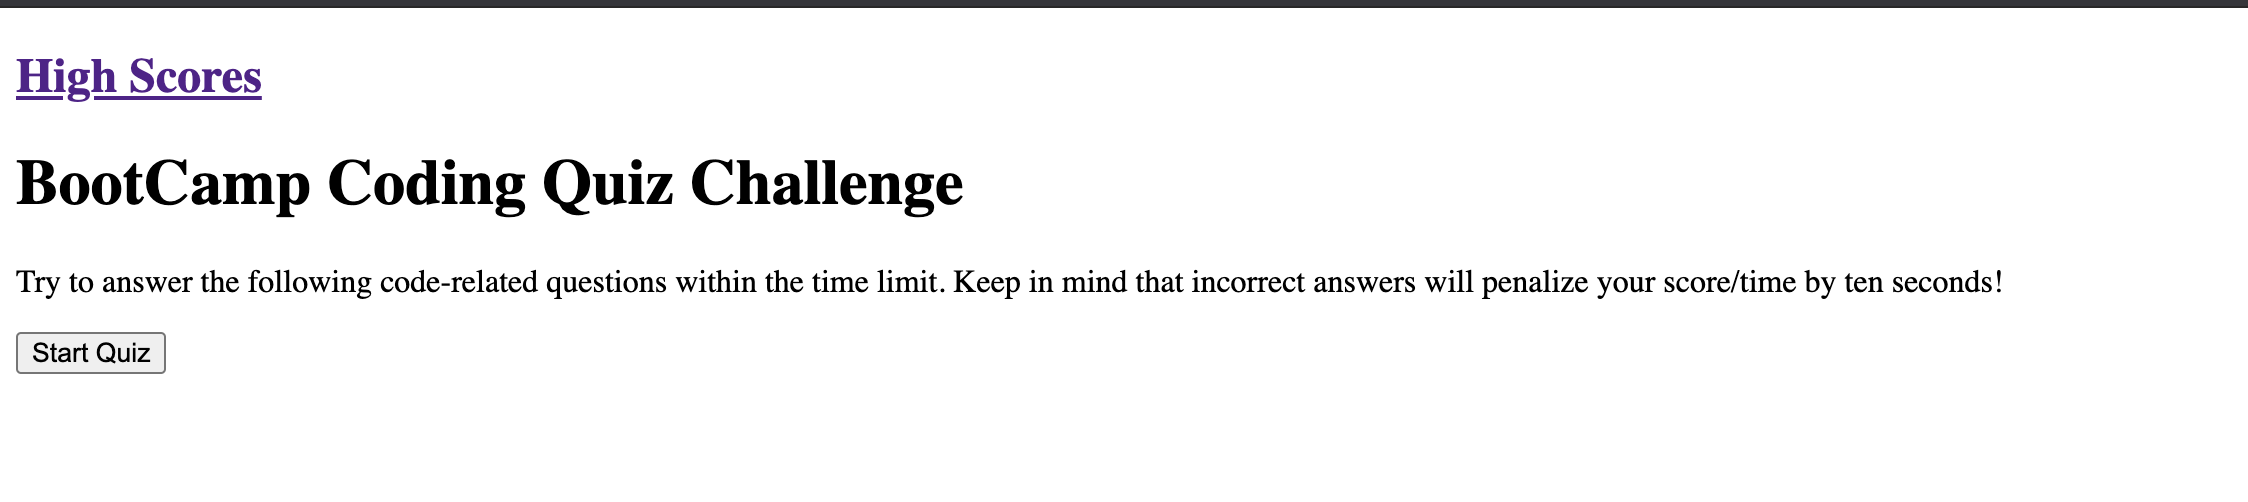 High Scores
BootCamp Coding Quiz Challenge
Try to answer the following code-related questions within the time limit. Keep in mind that incorrect answers will penalize your score/time by ten seconds!
Start Quiz